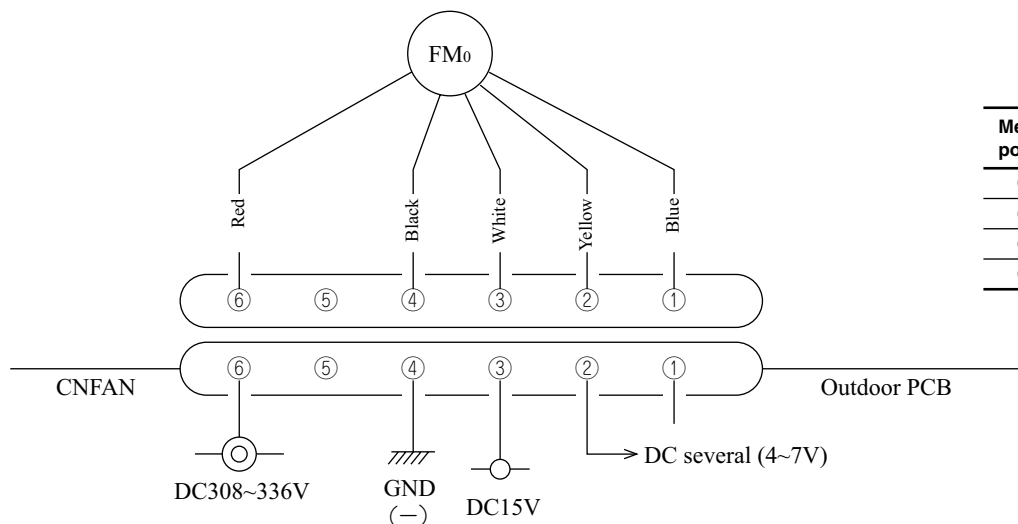 FM₀
Me
po
Red
Black
White
Yellow
Blue
⑥ ⑤ ④ ③ ② ①
⑥ ⑤ ④ ③ ② ①
CNFAN
Outdoor PCB
DC several (4~7V)
DC308~336V
GND
(−)
DC15V